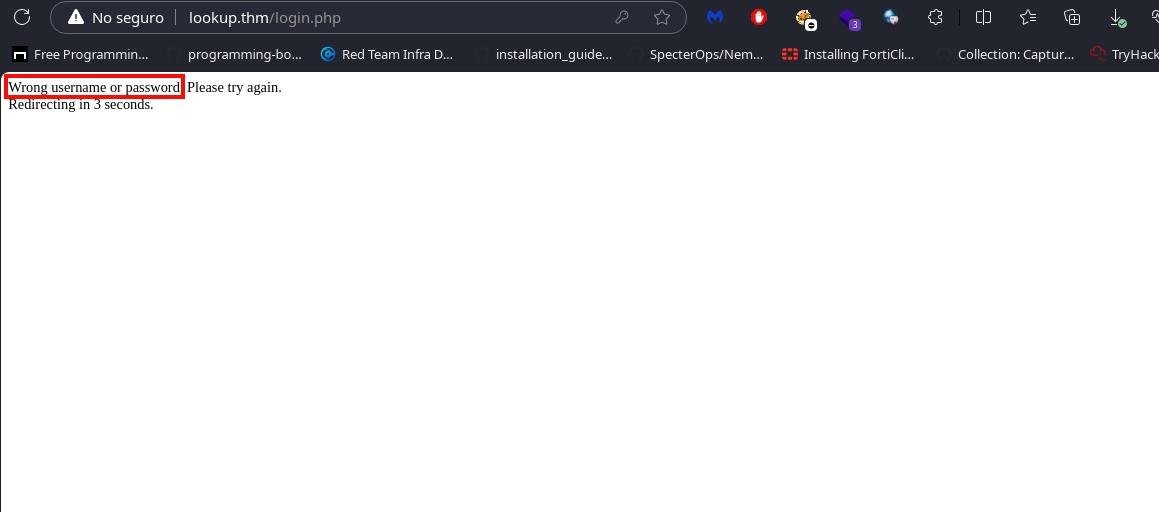 No seguro lookup.thm/login.php
3
Free Programmin... programming-bo... Red Team Infra D... installation_guide... SpecterOps/Nem... Installing FortiCli... Collection: Captur... TryHack
Wrong username or password. Please try again.
Redirecting in 3 seconds.